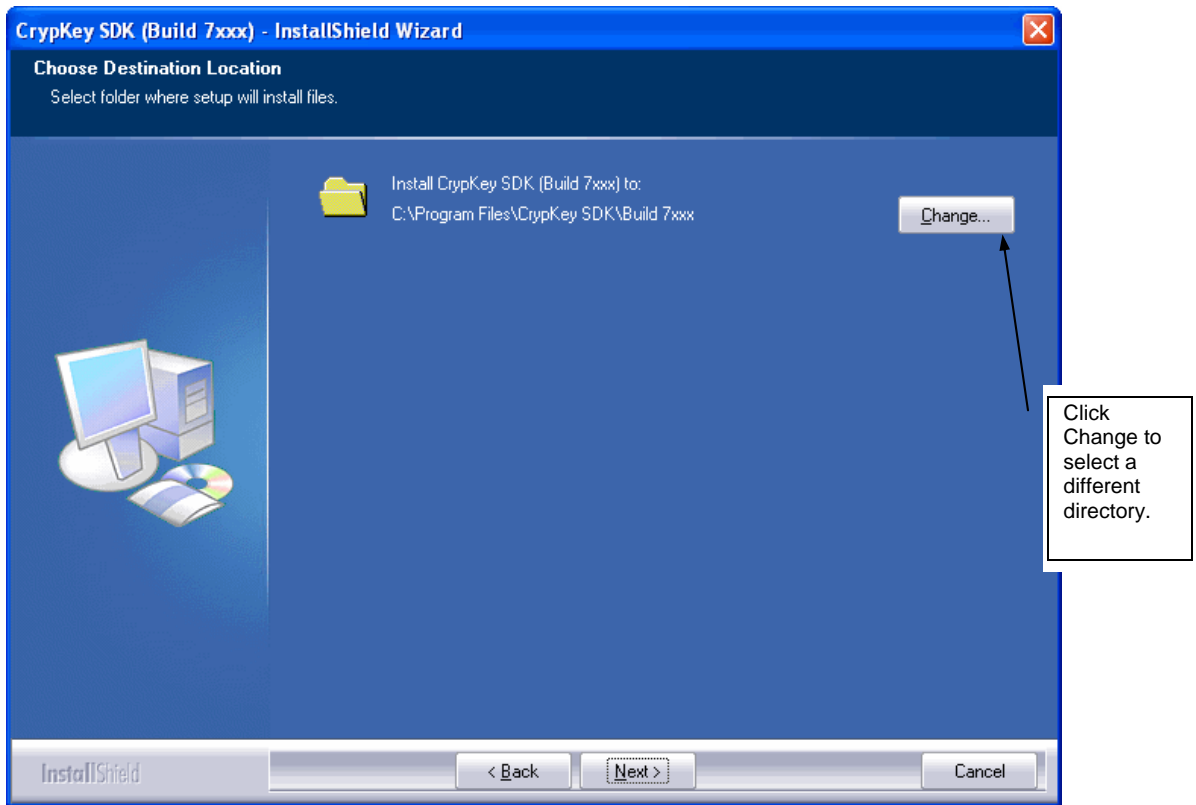 CrypKey SDK (Build 7xxx) - InstallShield Wizard
Choose Destination Location
Select folder where setup will install files.
Install CrypKey SDK (Build 7xxx) to:
C:\Program Files\CrypKey SDK\Build 7xxx
Change...
Click
Change to
select a
different
directory.
InstallShield
< Back
Next >
Cancel